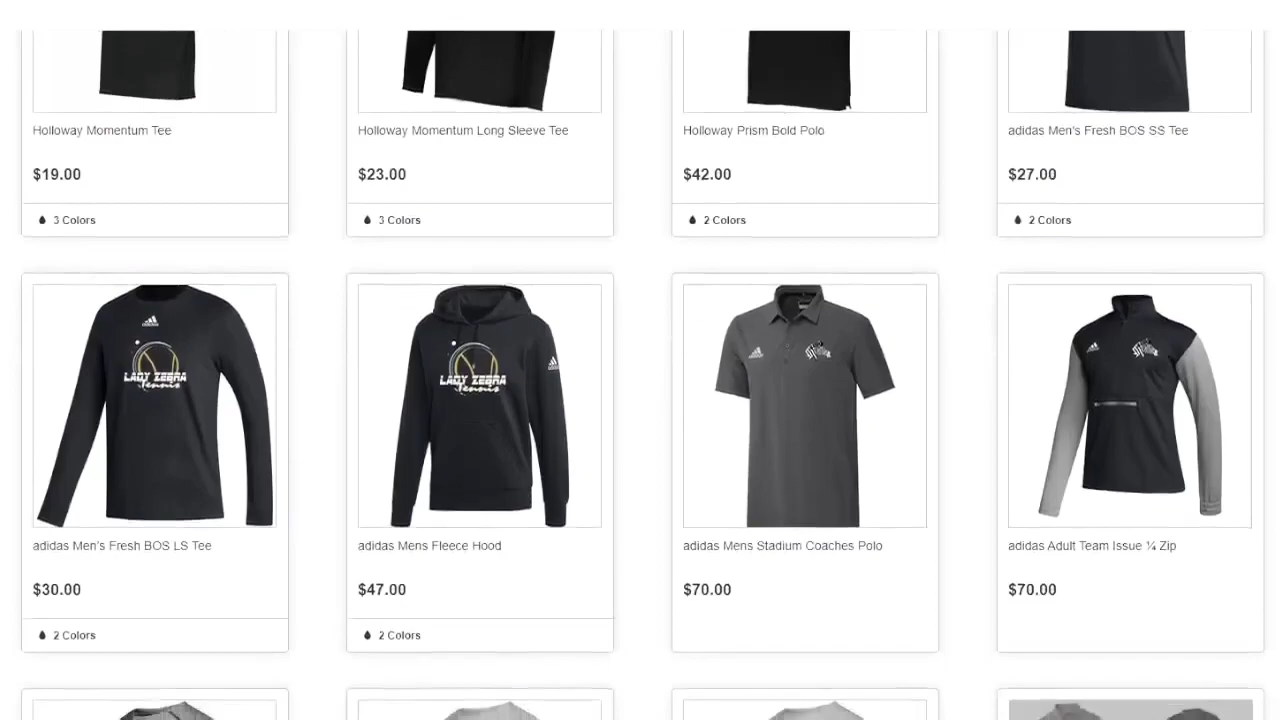 Holloway Momentum Tee
Holloway Momentum Long Sleeve Tee
Holloway Prism Bold Polo
adidas Men's Fresh BOS SS Tee
$19.00
$23.00
$42.00
$27.00
3 Colors
3 Colors
2 Colors
2 Colors
LADY ZEBRA
Tennis
LADY ZEBRA
Tennis
adidas Men's Fresh BOS LS Tee
adidas Mens Fleece Hood
adidas Mens Stadium Coaches Polo
adidas Adult Team Issue ¼ Zip
$30.00
$47.00
$70.00
$70.00
2 Colors
2 Colors